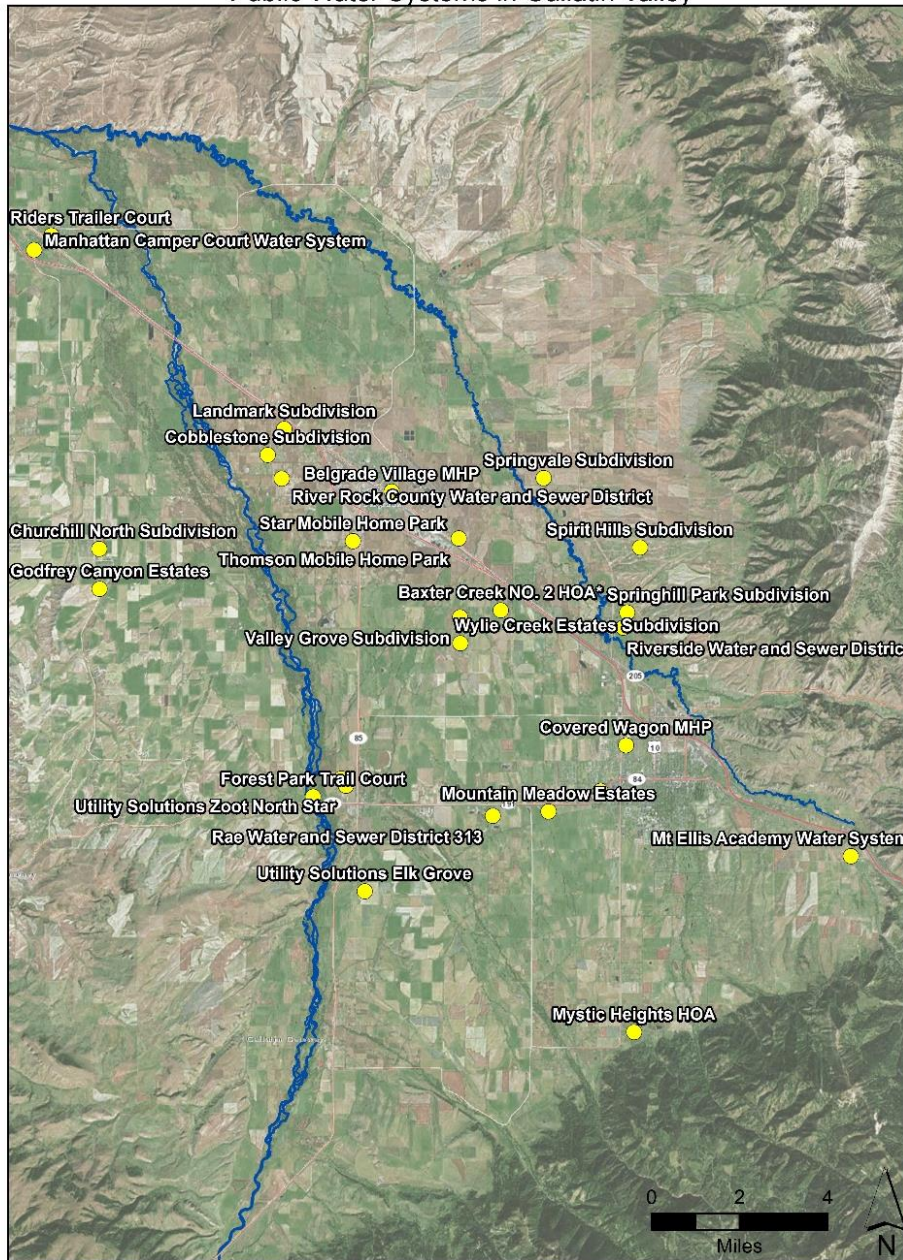 Public Water Systems in Gallatin Valley
Riders Trailer Court
Manhattan Camper Court Water System
Landmark Subdivision
Cobblestone Subdivision
Belgrade Village MHP
Springvale Subdivision
River Rock County Water and Sewer District
Star Mobile Home Park
Spirit Hills Subdivision
Churchill North Subdivision
Thomson Mobile Home Park
Godfrey Canyon Estates
Baxter Creek NO. 2 HOA*
Springhill Park Subdivision
Wylie Creek Estates Subdivision
Valley Grove Subdivision
Riverside Water and Sewer Distric
205
Covered Wagon MHP
85
10
Forest Park Trail Court
84
Mountain Meadow Estates
Utility Solutions Zoot North Star
Rae Water and Sewer District 313
Mt Ellis Academy Water System
Utility Solutions Elk Grove
Mystic Heights HOA
Gallatin Gateway
0 2 4
Miles
N